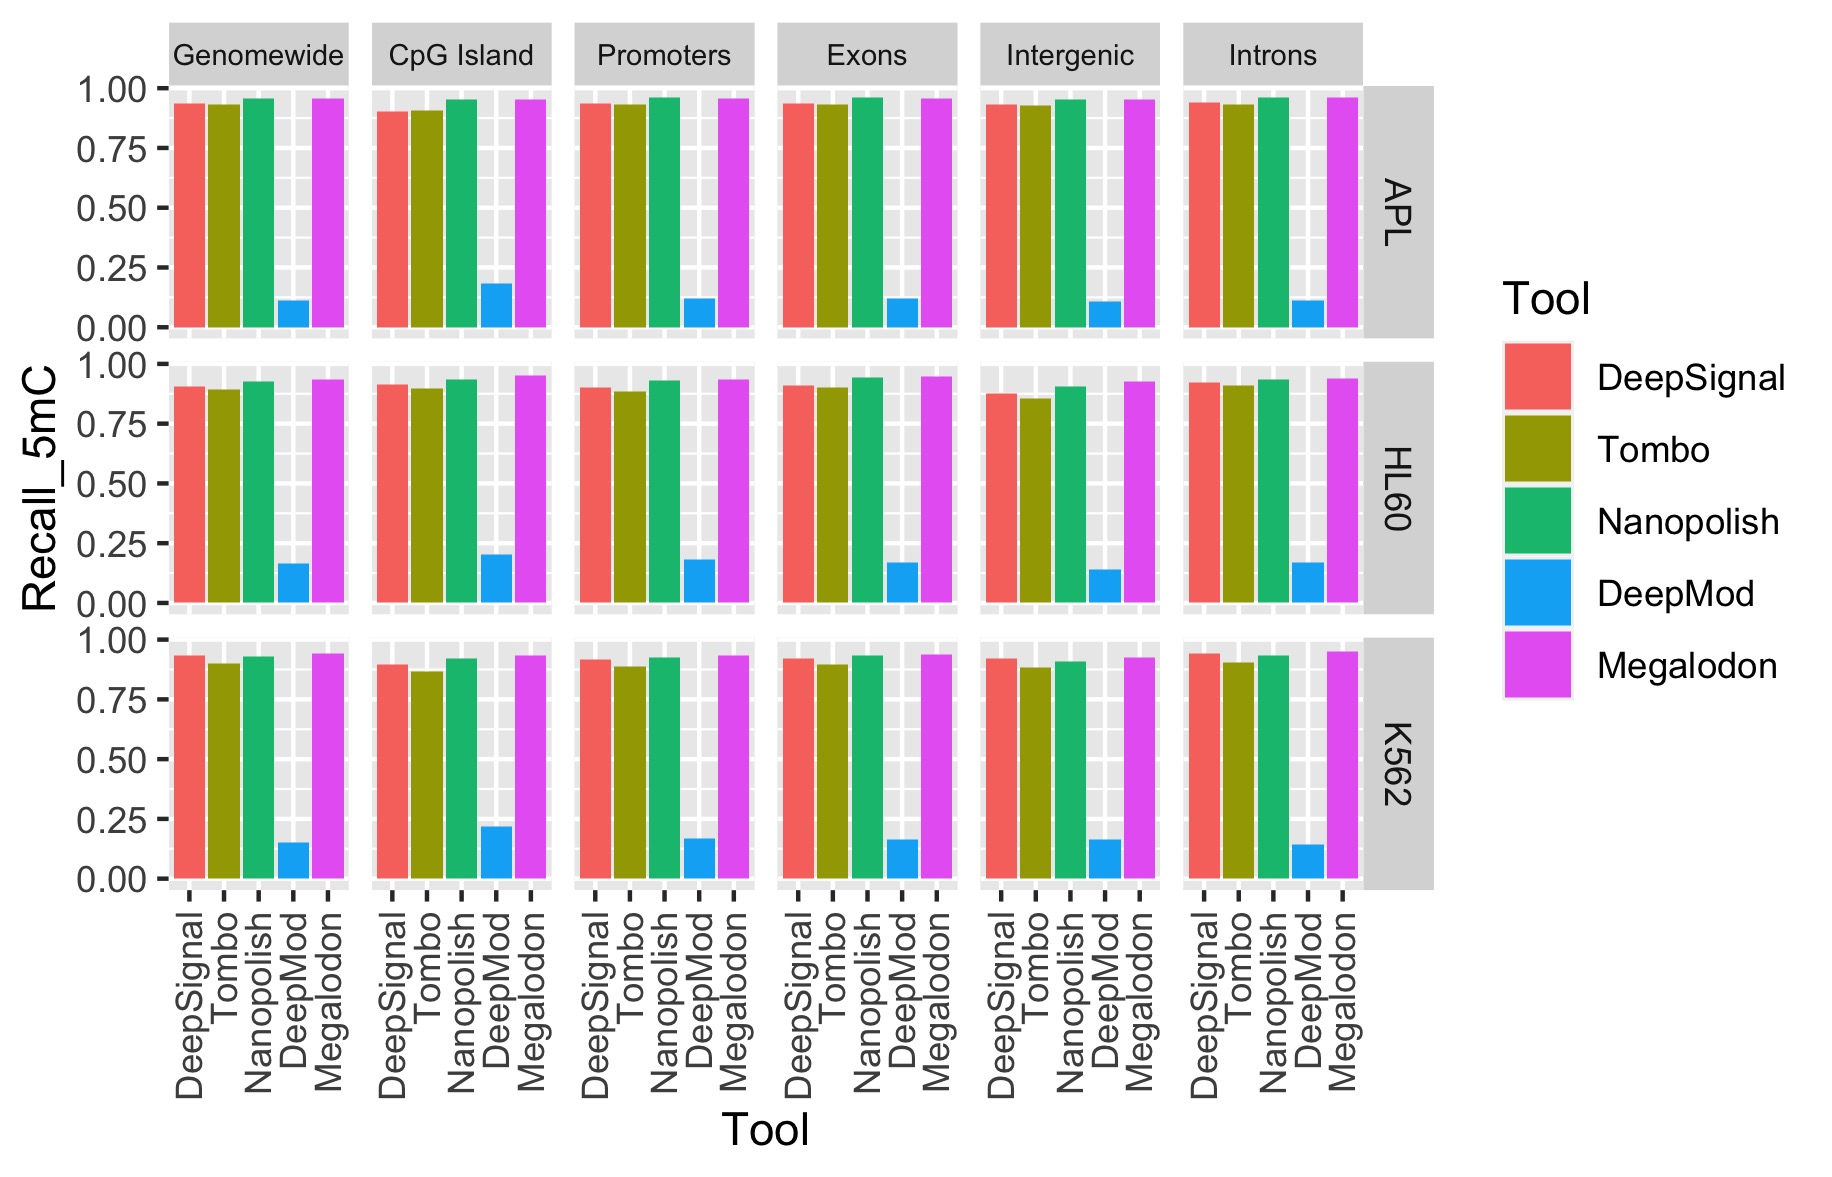 Genomewide CpG Island Promoters Exons Intergenic Introns
1.00
0.75
0.50
0.25
0.00
APL
1.00
0.75
0.50
0.25
0.00
HL60
1.00
0.75
0.50
0.25
0.00
K562
Recall_5mC
DeepSignal Tombo Nanopolish DeepMod Megalodon DeepSignal Tombo Nanopolish DeepMod Megalodon DeepSignal Tombo Nanopolish DeepMod Megalodon DeepSignal Tombo Nanopolish DeepMod Megalodon DeepSignal Tombo Nanopolish DeepMod Megalodon DeepSignal Tombo Nanopolish DeepMod Megalodon
Tool
Tool
DeepSignal
Tombo
Nanopolish
DeepMod
Megalodon